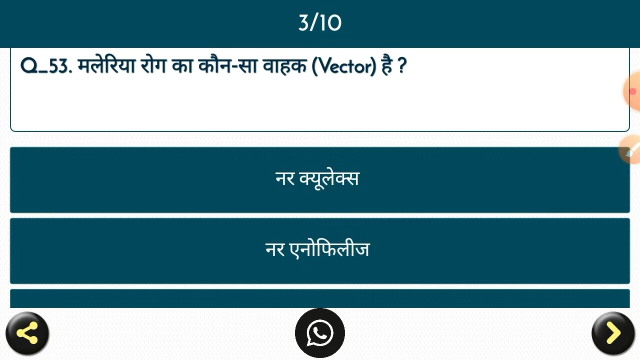 3/10
Q_53. मलेरिया रोग का कौन-सा वाहक (Vector) है ?
नर क्यूलेक्स
नर एनोफिलीज